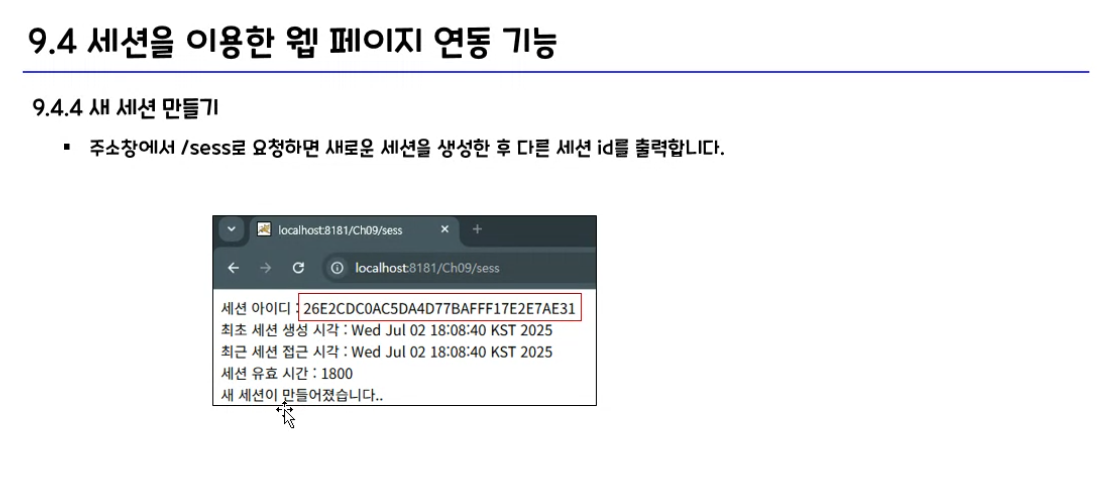 9.4 세션을 이용한 웹 페이지 연동 기능
9.4.4 새 세션 만들기
▪ 주소창에서 /sess로 요청하면 새로운 세션을 생성한 후 다른 세션 id를 출력합니다.
localhost:8181/Ch09/sess
localhost:8181/Ch09/sess
세션 아이디 : 26E2CDC0AC5DA4D77BAFFF17E2E7AE31
최초 세션 생성 시각 : Wed Jul 02 18:08:40 KST 2025
최근 세션 접근 시각 : Wed Jul 02 18:08:40 KST 2025
세션 유효 시간 : 1800
새 세션이 만들어졌습니다..